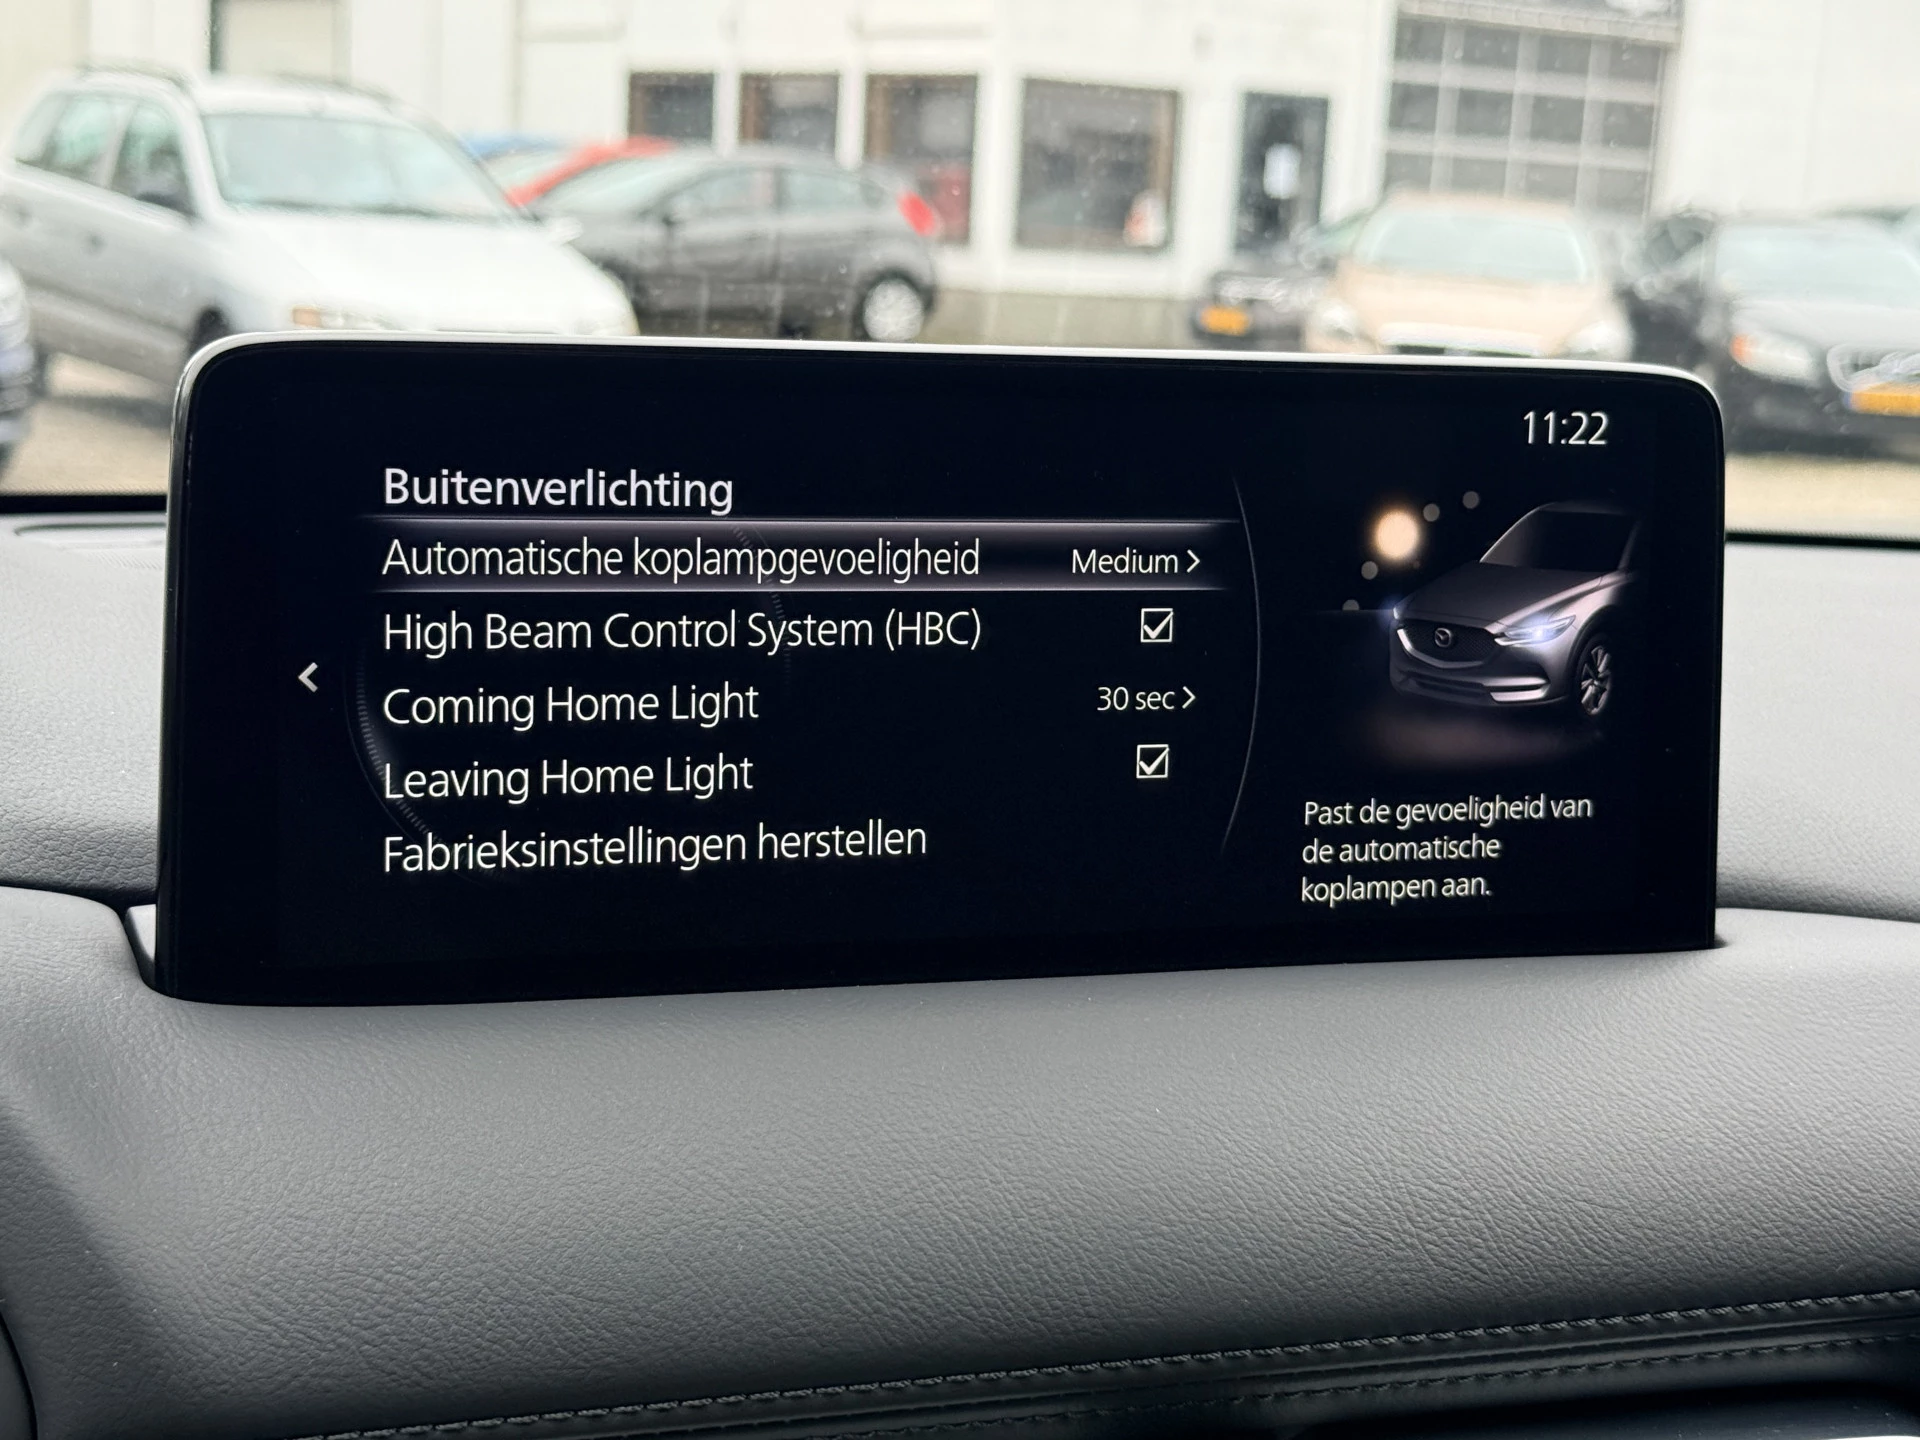 11:22
Buitenverlichting
Automatische koplampgevoeligheid Medium >
High Beam Control System (HBC)
Coming Home Light 30 sec >
Leaving Home Light
Fabrieksinstellingen herstellen
Past de gevoeligheid van
de automatische
koplampen aan.